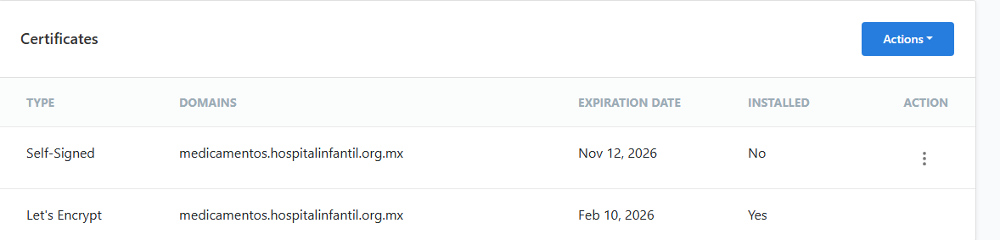 Certificates
Actions
TYPE DOMAINS EXPIRATION DATE INSTALLED ACTION
Self-Signed medicamentos.hospitalinfantil.org.mx Nov 12, 2026 No
Let's Encrypt medicamentos.hospitalinfantil.org.mx Feb 10, 2026 Yes